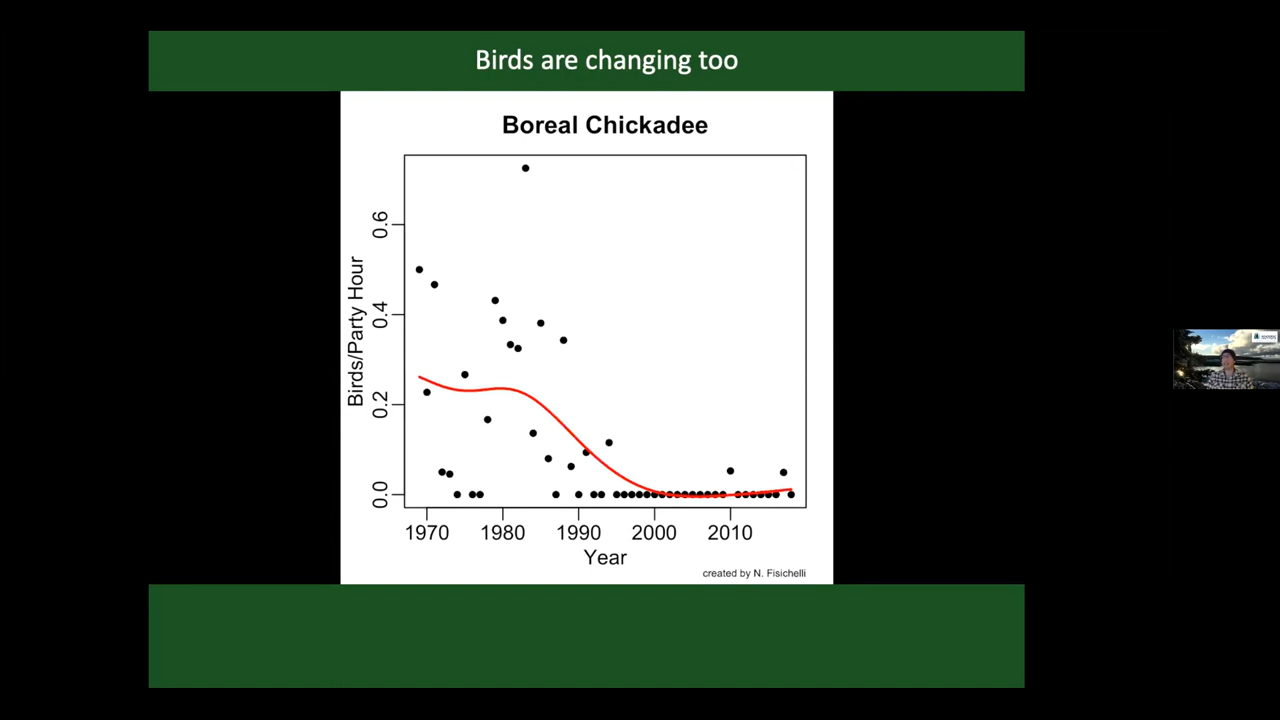 Birds are changing too
Boreal Chickadee
Birds/Party Hour
0.6
0.4
0.2
0.0
1970 1980 1990 2000 2010
Year
created by N. Fisichelli